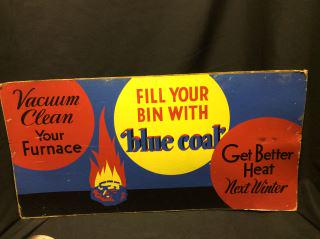 Vacuum
Clean
Your
Furnace
FILL YOUR
BIN WITH
blue coal
Get Better
Heat
Next Winter